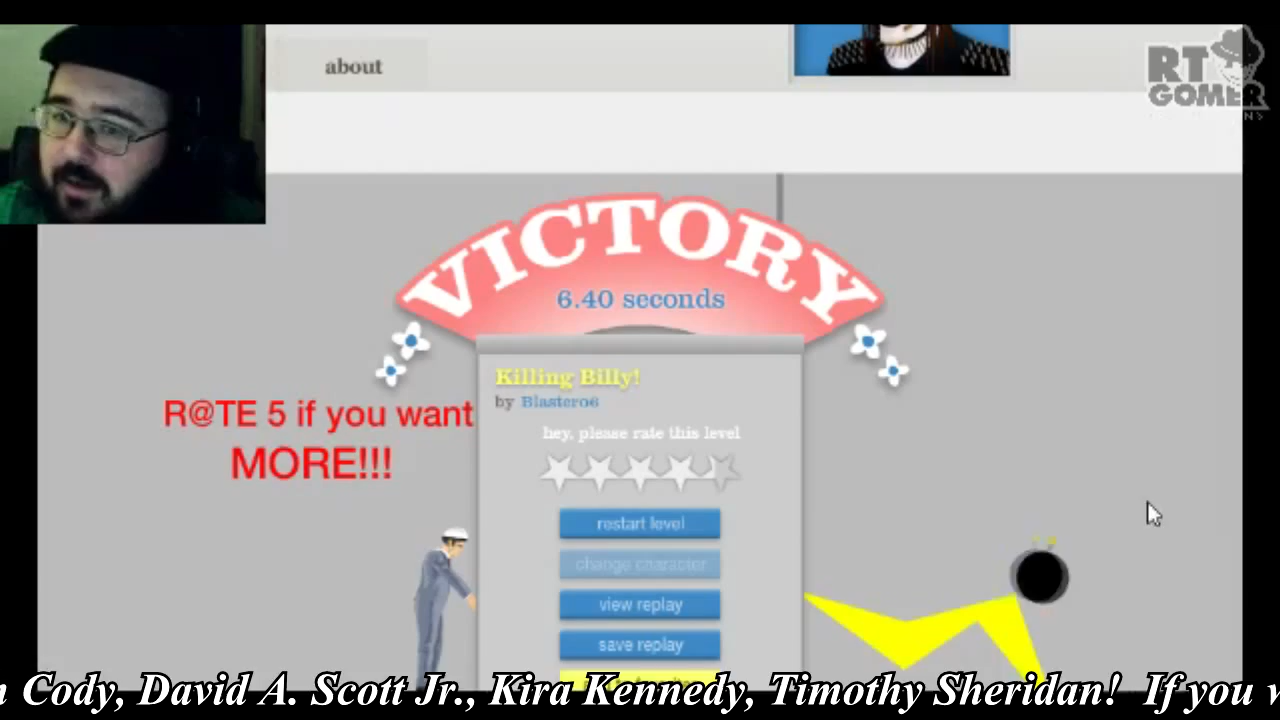 about
RT
GOMER
VICTORY
6.40 seconds
Killing Billy!
by Blaster06
hey, please rate this level
R@TE 5 if you want
MORE!!!
restart level
change character
view replay
save replay
Cody, David A. Scott Jr., Kira Kennedy, Timothy Sheridan! If you